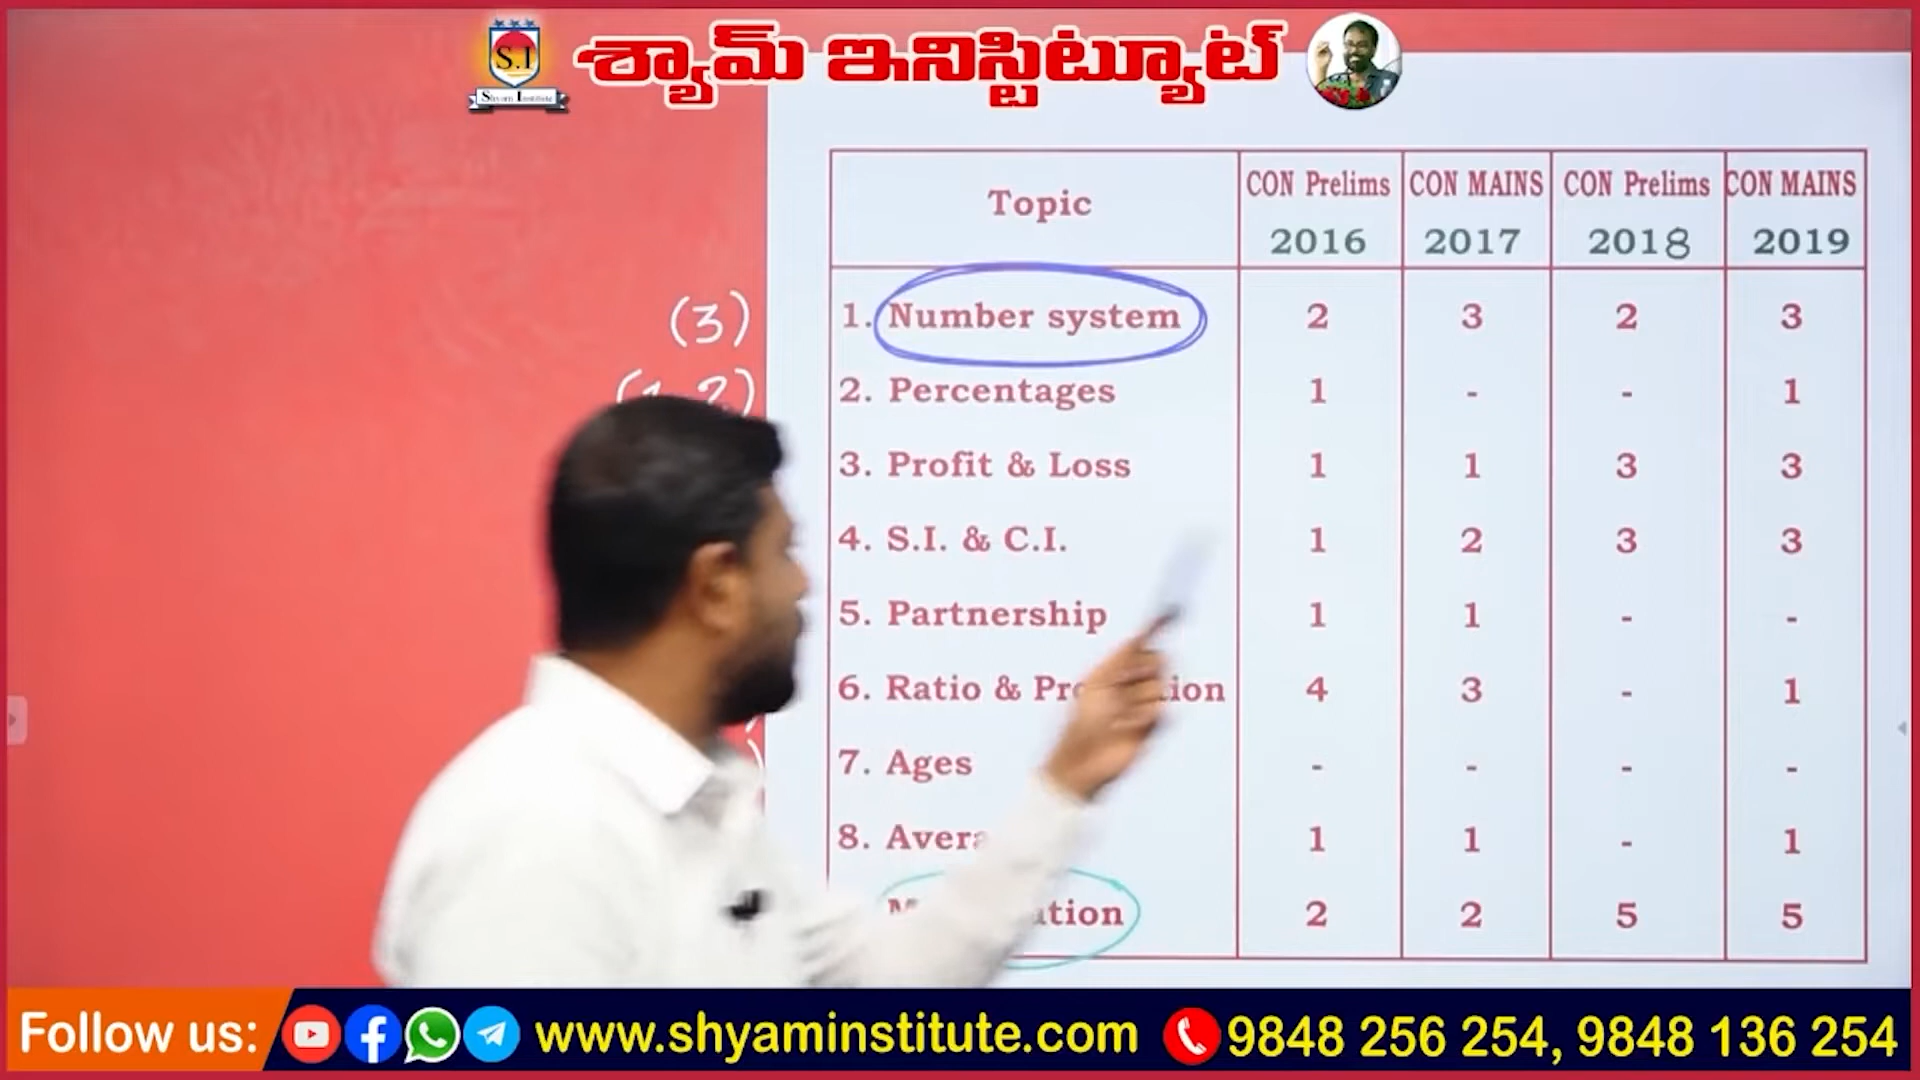 S.I
Shyam Institute
శ్యామ్ ఇనిస్టిట్యూట్
Topic CON Prelims 2016 CON MAINS 2017 CON Prelims 2018 CON MAINS 2019
(3) 1. Number system 2 3 2 3
2. Percentages 1 - - 1
3. Profit & Loss 1 1 3 3
4. S.I. & C.I. 1 2 3 3
5. Partnership 1 1 - -
6. Ratio & 4 3 - 1
7. Ages - - - -
8. 1 1 - 1
2 2 5 5
Follow us: www.shyaminstitute.com 9848 256 254, 9848 136 254